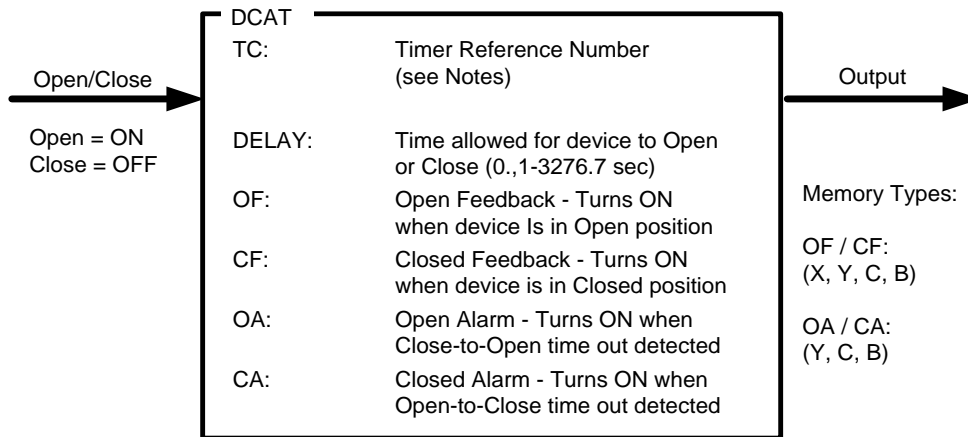 DCAT
Open/Close
Open = ON
Close = OFF
TC: Timer Reference Number
(see Notes)
DELAY: Time allowed for device to Open
or Close (0.,1-3276.7 sec)
OF: Open Feedback - Turns ON
when device Is in Open position
CF: Closed Feedback - Turns ON
when device is in Closed position
OA: Open Alarm - Turns ON when
Close-to-Open time out detected
CA: Closed Alarm - Turns ON when
Open-to-Close time out detected
Output
Memory Types:
OF / CF:
(X, Y, C, B)
OA / CA:
(Y, C, B)